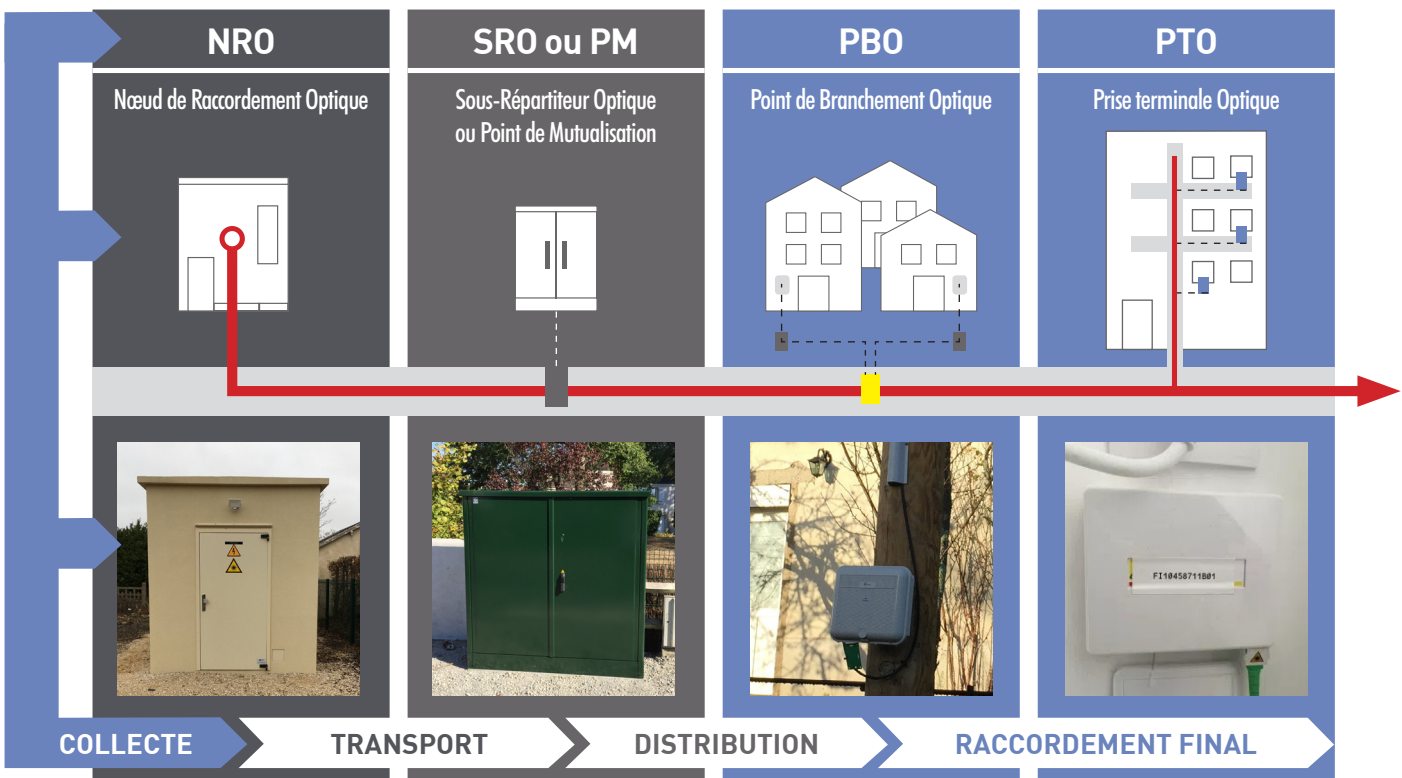 NRO
Nœud de Raccordement Optique
SRO ou PM
Sous-Répartiteur Optique
ou Point de Mutualisation
PBO
Point de Branchement Optique
PTO
Prise terminale Optique
FI10458711B01
COLLECTE
TRANSPORT
DISTRIBUTION
RACCORDEMENT FINAL